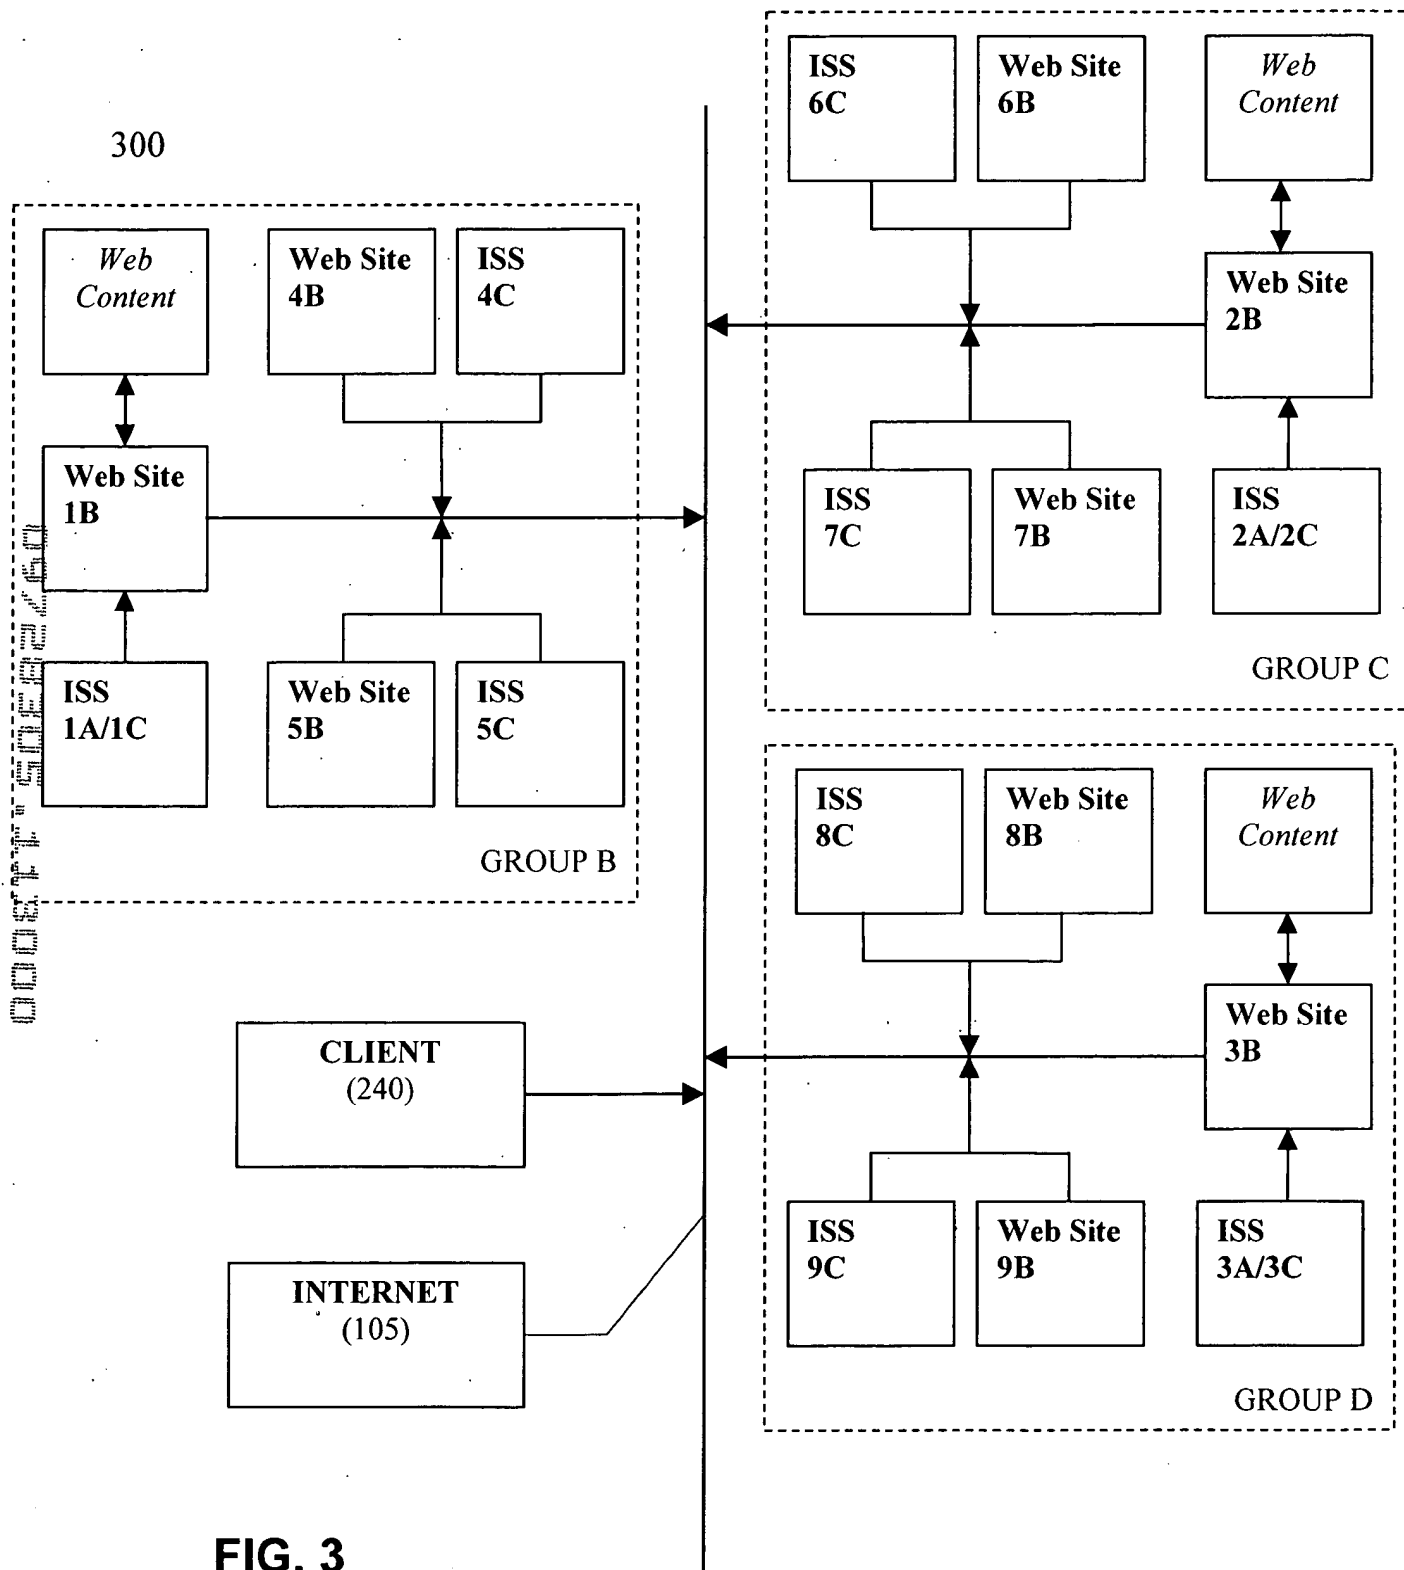 300
Web
Content
Web Site
4B
ISS
4C
Web Site
1B
ISS
1A/1C
Web Site
5B
ISS
5C
GROUP B
ISS
6C
Web Site
6B
Web
Content
Web Site
2B
ISS
7C
Web Site
7B
ISS
2A/2C
GROUP C
ISS
8C
Web Site
8B
Web
Content
Web Site
3B
ISS
9C
Web Site
9B
ISS
3A/3C
GROUP D
CLIENT
(240)
INTERNET
(105)
FIG. 3